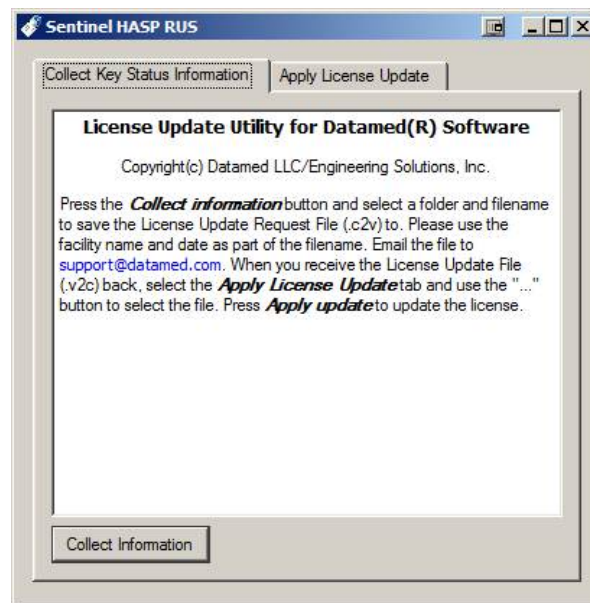 Sentinel HASP RUS
Collect Key Status Information
Apply License Update
License Update Utility for Datamed(R) Software
Copyright(c) Datamed LLC/Engineering Solutions, Inc.
Press the Collect information button and select a folder and filename
to save the License Update Request File (.c2v) to. Please use the
facility name and date as part of the filename. Email the file to
support@datamed.com. When you receive the License Update File
(.v2c) back, select the Apply License Update tab and use the "..."
button to select the file. Press Apply update to update the license.
Collect Information